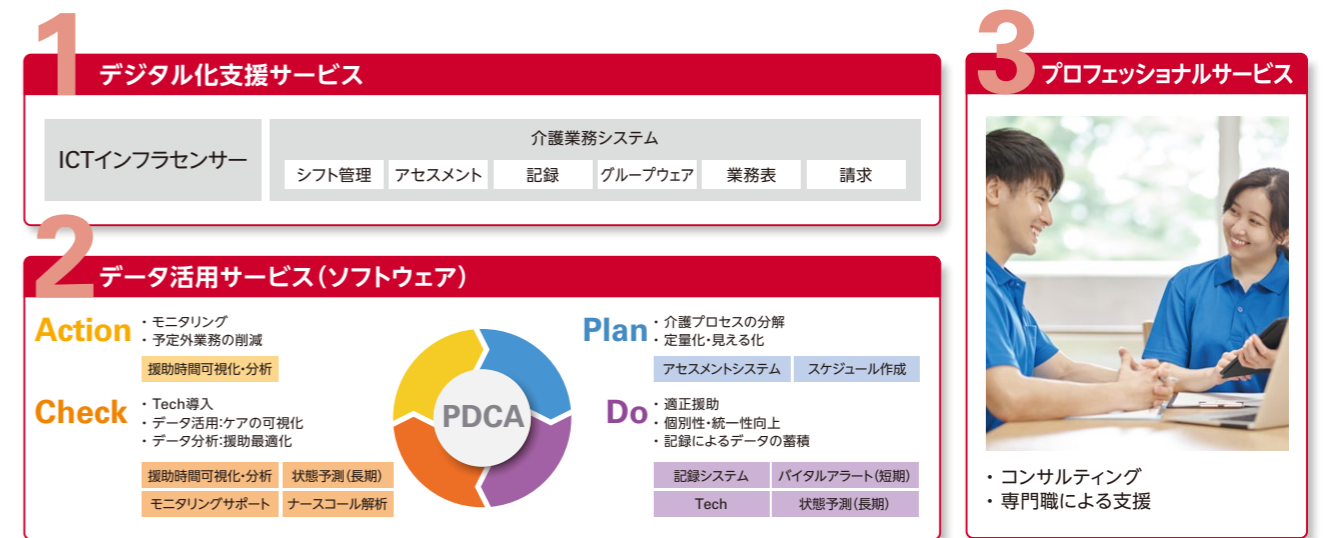 1
デジタル化支援サービス
ICTインフラセンサー
介護業務システム
シフト管理
アセスメント
記録
グループウェア
業務表
請求
2
データ活用サービス(ソフトウェア)
Action
・モニタリング
・予定外業務の削減
援助時間可視化・分析
Check
・Tech導入
・データ活用:ケアの可視化
・データ分析:援助最適化
援助時間可視化・分析
状態予測(長期)
モニタリングサポート
ナースコール解析
PDCA
Plan
・介護プロセスの分解
・定量化・見える化
アセスメントシステム
スケジュール作成
Do
・適正援助
・個別性・統一性向上
・記録によるデータの蓄積
記録システム
バイタルアラート(短期)
Tech
状態予測(長期)
3
プロフェッショナルサービス
・コンサルティング
・専門職による支援